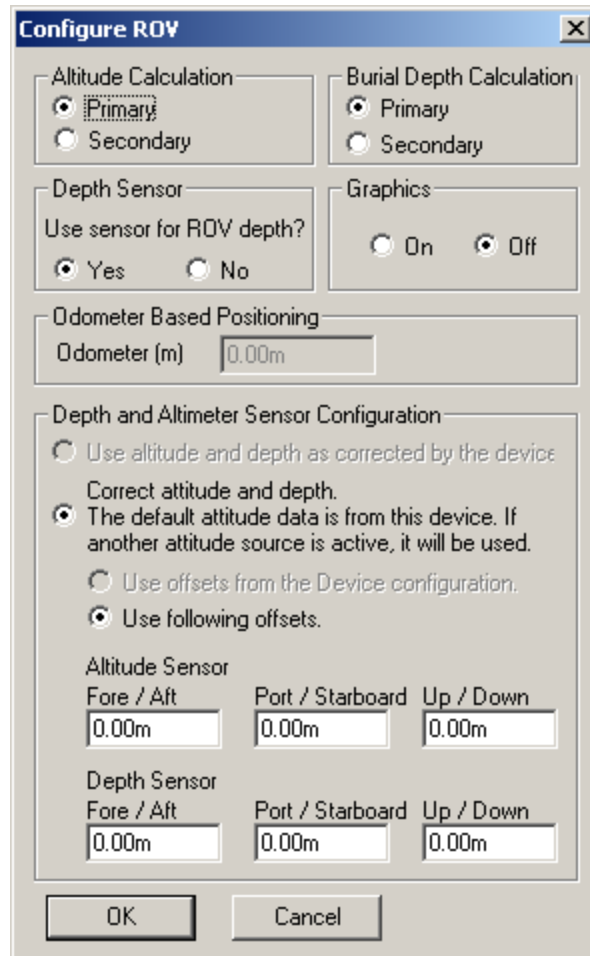 Configure ROV
Altitude Calculation
Primary
Secondary
Burial Depth Calculation
Primary
Secondary
Depth Sensor
Use sensor for ROV depth?
Yes No
Graphics
On Off
Odometer Based Positioning
Odometer (m) 0.00m
Depth and Altimeter Sensor Configuration
Use altitude and depth as corrected by the device
Correct attitude and depth.
The default attitude data is from this device. If
another attitude source is active, it will be used.
Use offsets from the Device configuration.
Use following offsets.
Altitude Sensor
Fore / Aft Port / Starboard Up / Down
0.00m 0.00m 0.00m
Depth Sensor
Fore / Aft Port / Starboard Up / Down
0.00m 0.00m 0.00m
OK Cancel